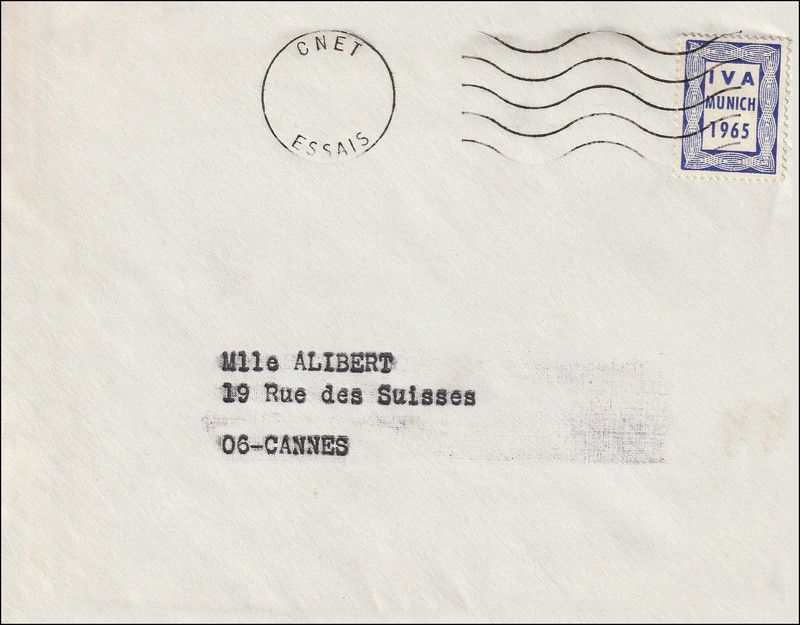 CNET
ESSAIS
IVA
MUNICH
1965
Mlle ALIBERT
19 Rue des Suisses
06-CANNES